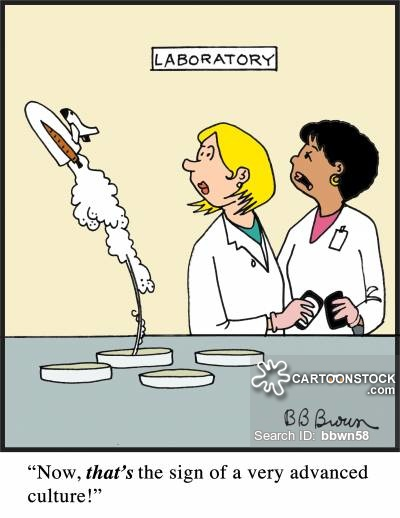 LABORATORY
CARTOONSTOCK
.com
BB Brown
Search ID: bbwn58
“Now, that’s the sign of a very advanced
culture!”